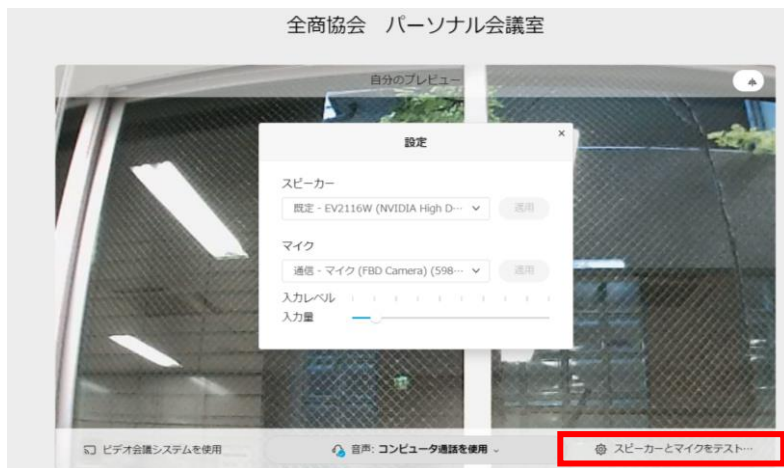 全商協会　パーソナル会議室
自分のプレビュー
設定
×
スピーカー
既定 - EV2116W (NVIDIA High D…
適用
マイク
通信 - マイク (FBD Camera) (598…
適用
入力レベル
入力量
ビデオ会議システムを使用
音声: コンピュータ通話を使用
スピーカーとマイクをテスト…